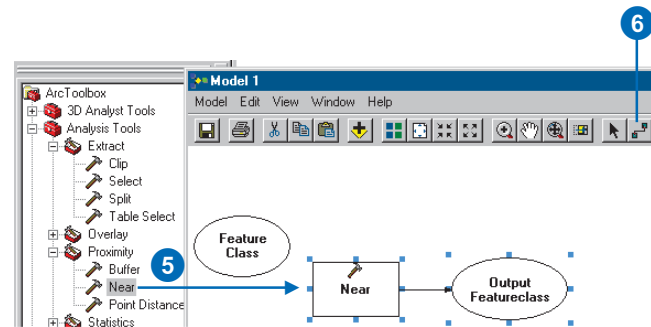 6
Model 1
Model Edit View Window Help
ArcToolbox
3D Analyst Tools
Analysis Tools
Extract
Clip
Select
Split
Table Select
Overlay
Proximity
Buffer
Near
Point Distance
Statistics
5
Feature
Class
Near
Output
Featureclass